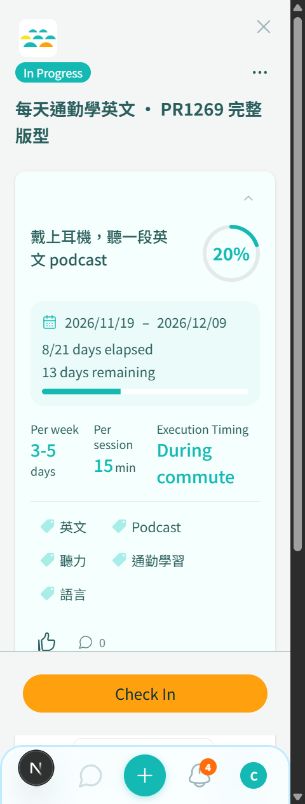 In Progress
每天通勤學英文 · PR1269 完整
版型
戴上耳機，聽一段英
文 podcast
20%
2026/11/19 – 2026/12/09
8/21 days elapsed
13 days remaining
Per week
3-5
days
Per
session
15 min
Execution Timing
During
commute
英文
Podcast
聽力
通勤學習
語言
0
Check In
N
4
C